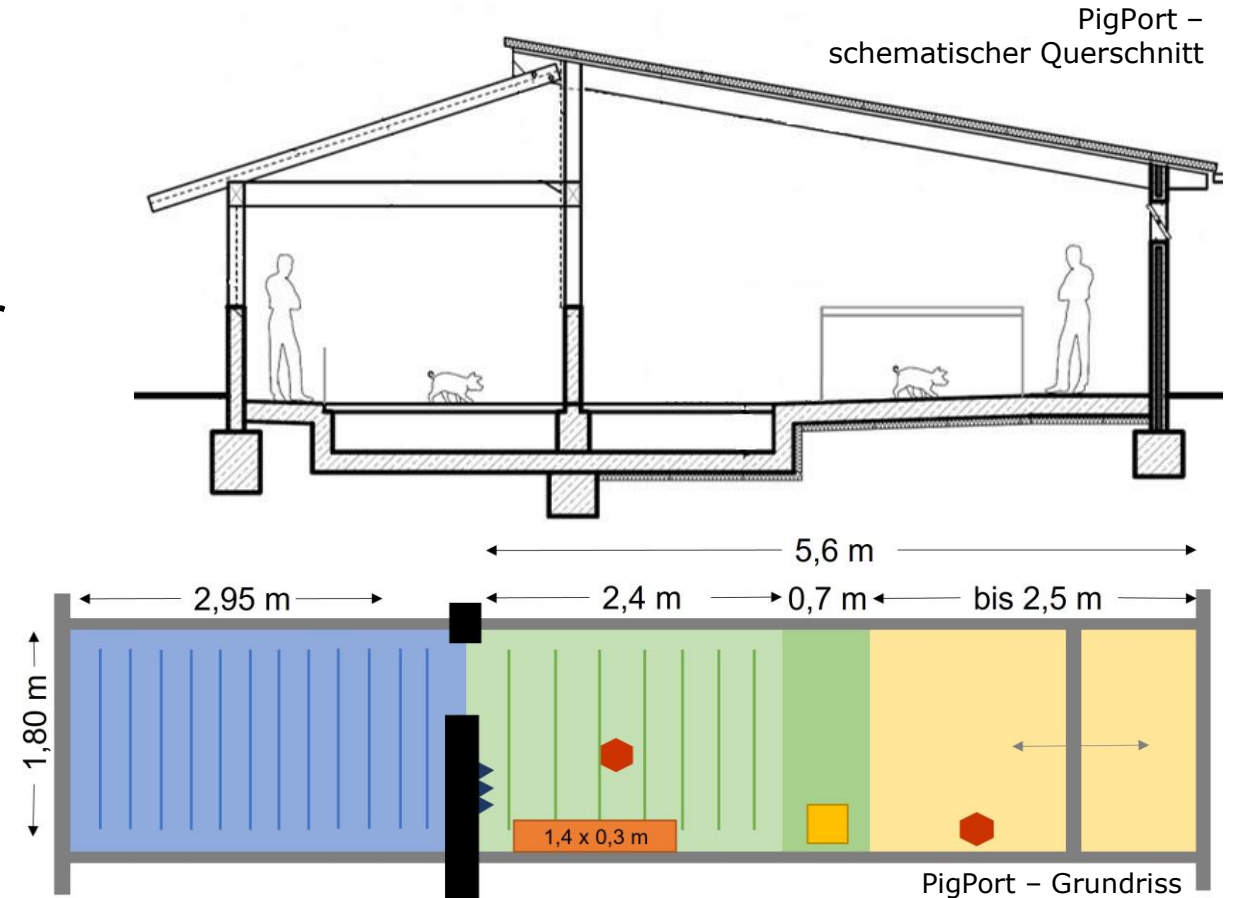 PigPort –
schematischer Querschnitt
5,6 m
2,95 m
2,4 m
0,7 m
bis 2,5 m
1,80 m
1,4 x 0,3 m
PigPort – Grundriss